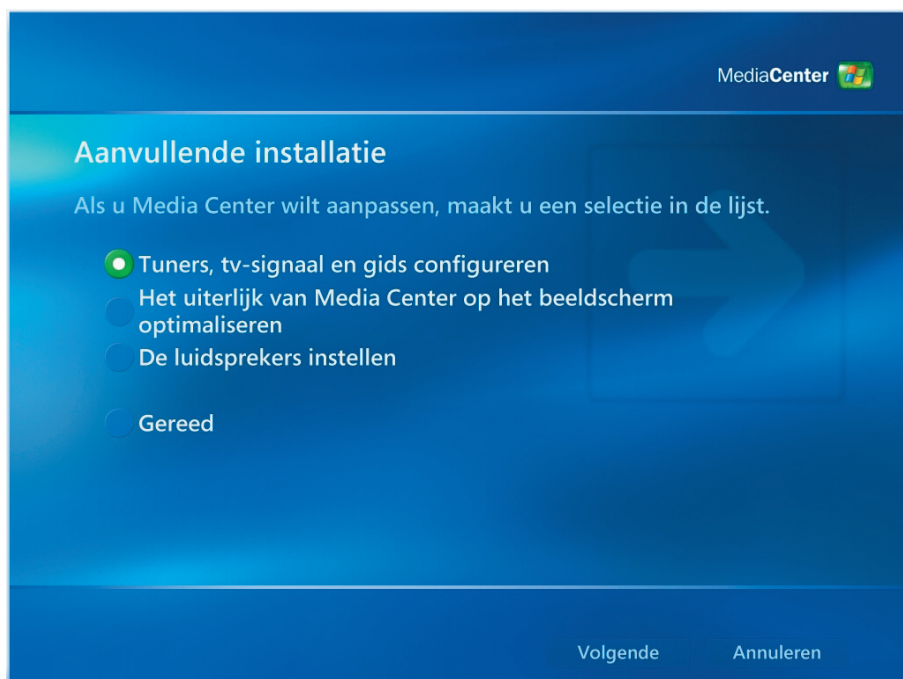 MediaCenter
Aanvullende installatie
Als u Media Center wilt aanpassen, maakt u een selectie in de lijst.
Tuners, tv-signaal en gids configureren
Het uiterlijk van Media Center op het beeldscherm
optimaliseren
De luidsprekers instellen
Gereed
Volgende
Annuleren